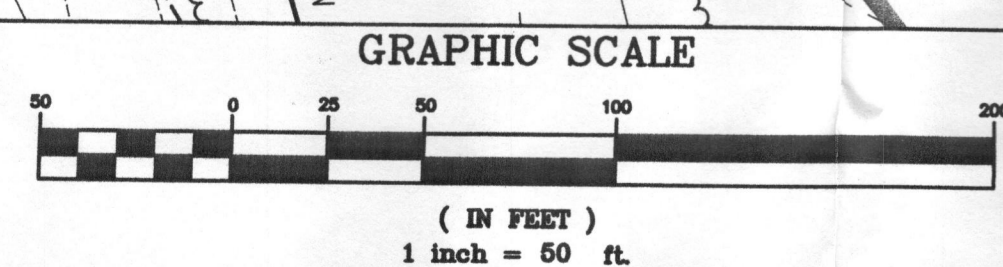 GRAPHIC SCALE
50 0 25 50 100 200
( IN FEET )
1 inch = 50 ft.